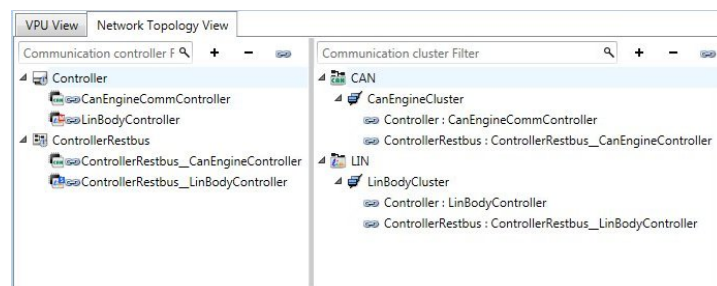 VPU View
Network Topology View
Communication controller F
Controller
CanEngineCommController
LinBodyController
ControllerRestbus
ControllerRestbus__CanEngineController
ControllerRestbus__LinBodyController
Communication cluster Filter
CAN
CanEngineCluster
Controller : CanEngineCommController
ControllerRestbus : ControllerRestbus__CanEngineController
LIN
LinBodyCluster
Controller : LinBodyController
ControllerRestbus : ControllerRestbus__LinBodyController